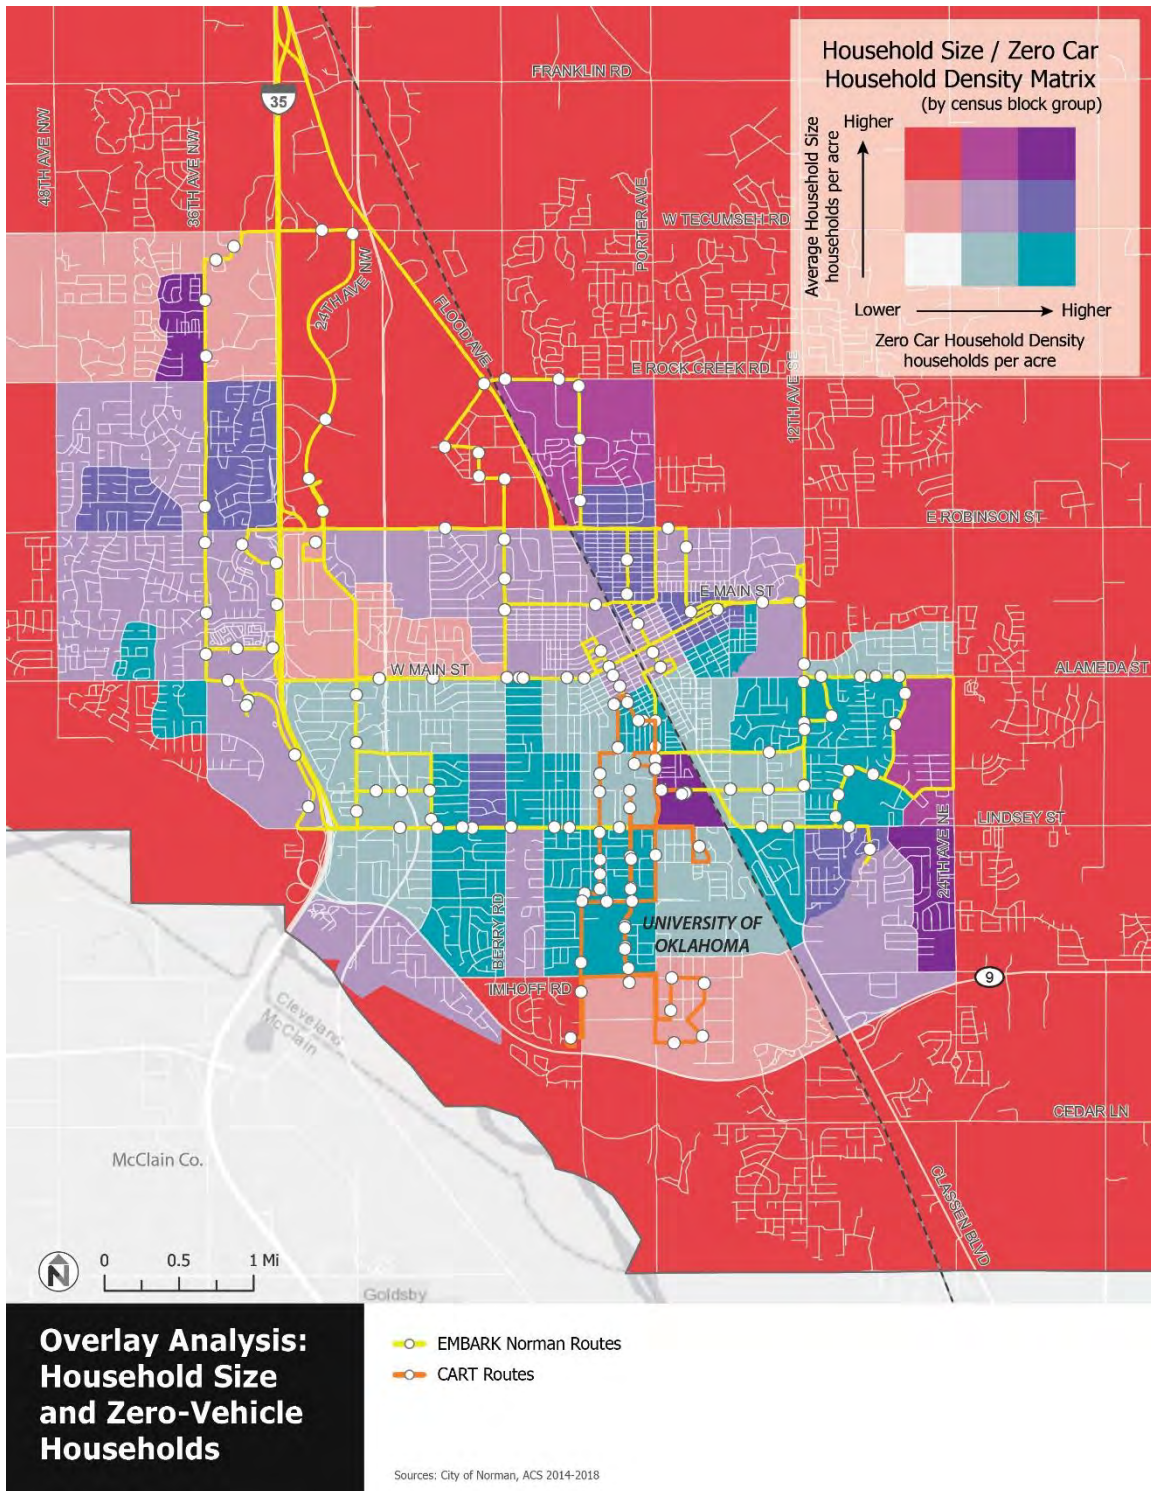 Household Size / Zero Car
Household Density Matrix
(by census block group)
Higher
Average Household Size
households per acre
Lower
Higher
Zero Car Household Density
households per acre
FRANKLIN RD
35
48TH AVE NW
36TH AVE NW
PORTER AVE
W TECUMSEH RD
24TH AVE NW
FLOOD AVE
E ROCK CREEK RD
12TH AVE SE
E ROBINSON ST
E MAIN ST
W MAIN ST
ALAMEDA ST
LINDSEY ST
24TH AVE NE
BERRY RD
UNIVERSITY OF
OKLAHOMA
IMHOFF RD
9
Cleveland
McClain
CEDAR LN
McClain Co.
CLASSEN BLVD
N
0 0.5 1 Mi
Goldsby
Overlay Analysis:
Household Size
and Zero-Vehicle
Households
EMBARK Norman Routes
CART Routes
Sources: City of Norman, ACS 2014-2018